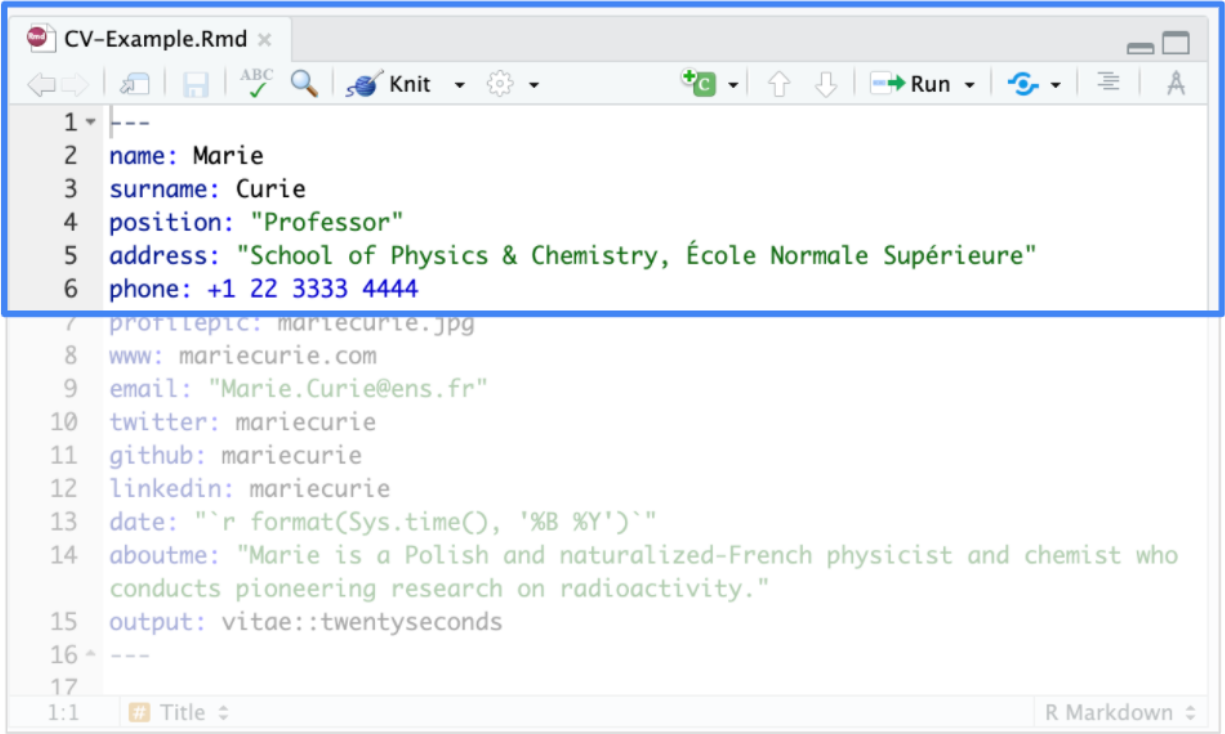 CV-Example.Rmd
ABC Knit C Run
1 ---
2 name: Marie
3 surname: Curie
4 position: "Professor"
5 address: "School of Physics & Chemistry, École Normale Supérieure"
6 phone: +1 22 3333 4444
7 profilepic: mariecurie.jpg
8 www: mariecurie.com
9 email: "Marie.Curie@ens.fr"
10 twitter: mariecurie
11 github: mariecurie
12 linkedin: mariecurie
13 date: "`r format(Sys.time(), '%B %Y')`"
14 aboutme: "Marie is a Polish and naturalized-French physicist and chemist who
conducts pioneering research on radioactivity."
15 output: vitae::twentyseconds
16 ---
17
1:1 # Title R Markdown